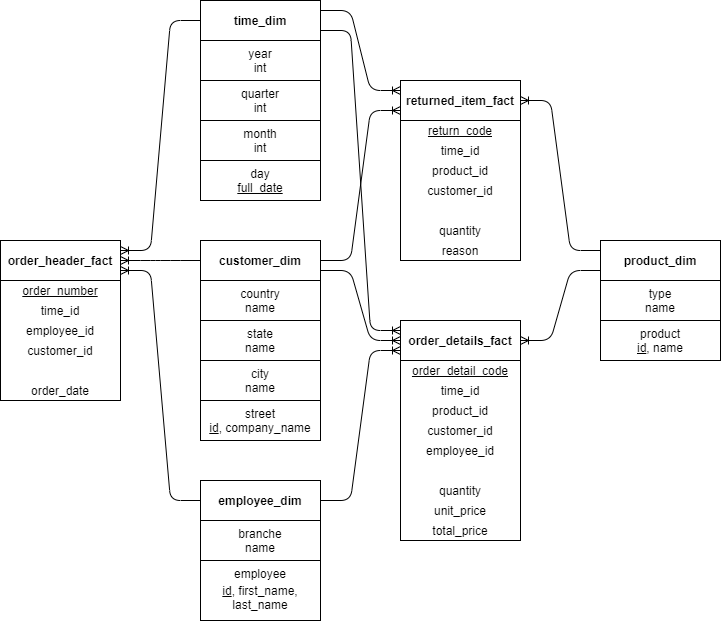 time_dim
year
int
quarter
int
month
int
day
full_date
returned_item_fact
return_code
time_id
product_id
customer_id
quantity
reason
order_header_fact
order_number
time_id
employee_id
customer_id
order_date
customer_dim
country
name
state
name
city
name
street
id, company_name
product_dim
type
name
product
id, name
order_details_fact
order_detail_code
time_id
product_id
customer_id
employee_id
quantity
unit_price
total_price
employee_dim
branche
name
employee
id, first_name,
last_name